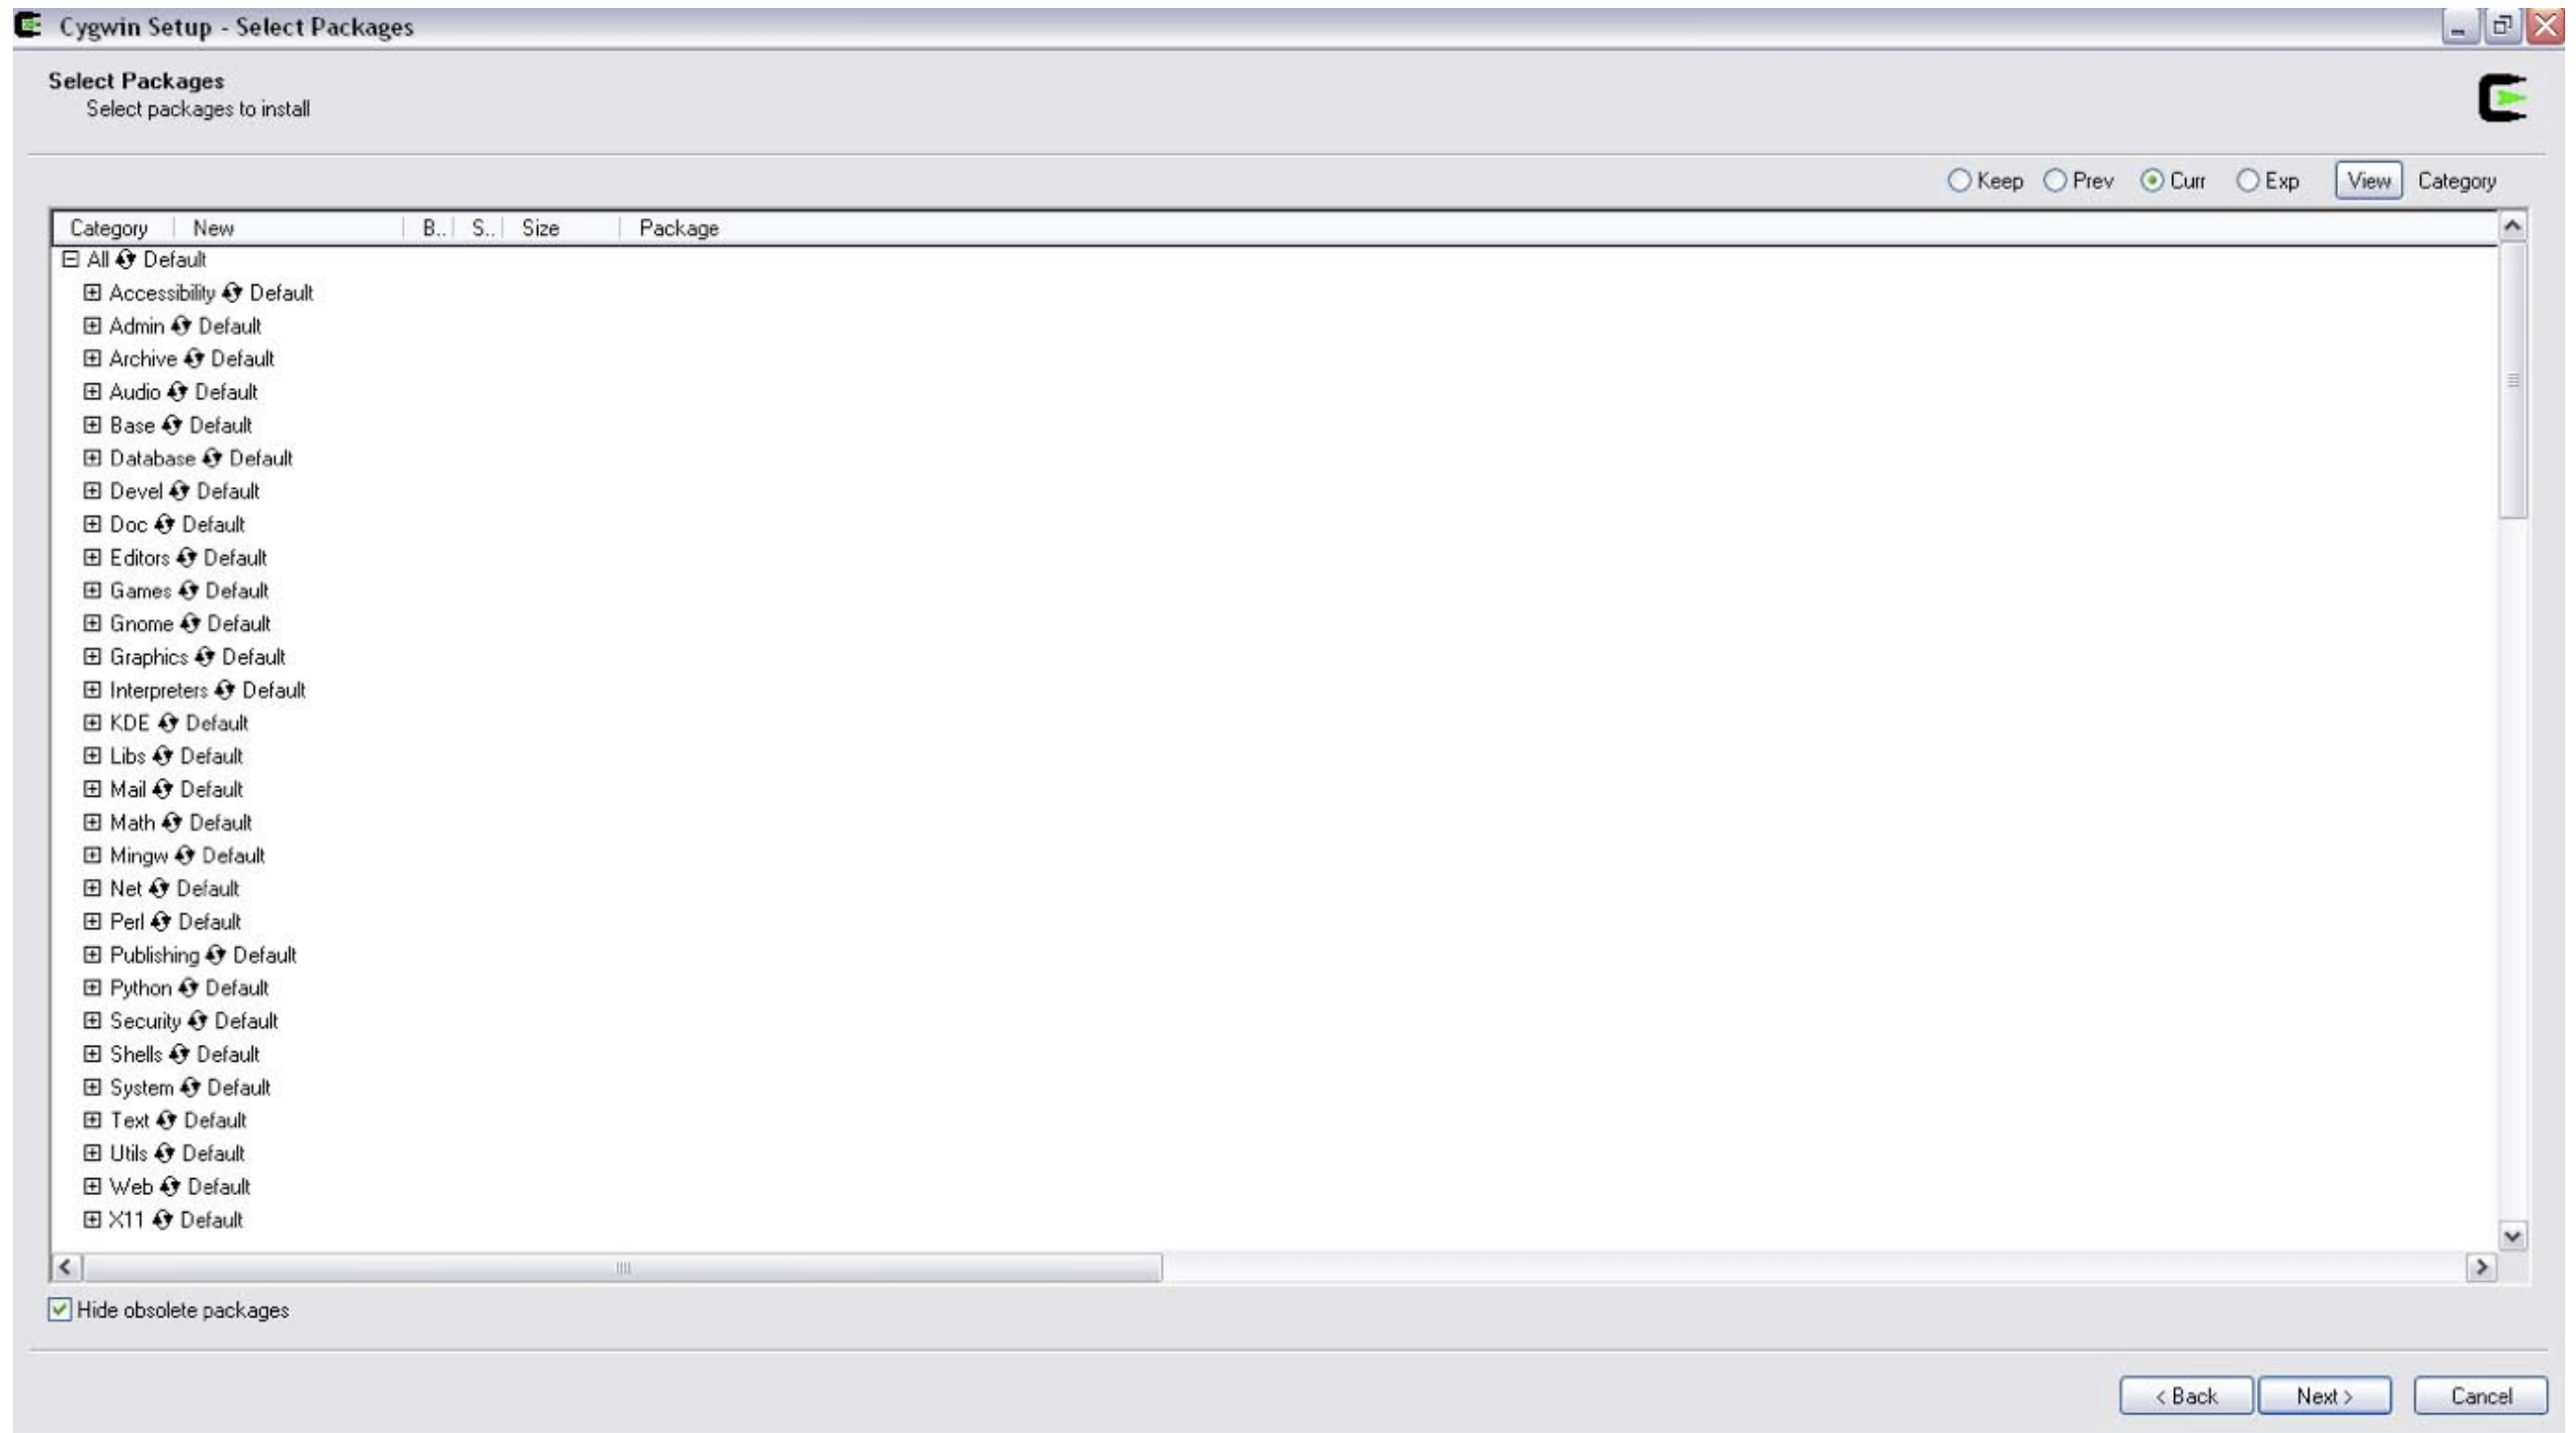 Cygwin Setup - Select Packages
Select Packages
Select packages to install
Keep Prev Curr Exp View Category
Category New B.. S.. Size Package
All Default
Accessibility Default
Admin Default
Archive Default
Audio Default
Base Default
Database Default
Devel Default
Doc Default
Editors Default
Games Default
Gnome Default
Graphics Default
Interpreters Default
KDE Default
Libs Default
Mail Default
Math Default
Mingw Default
Net Default
Perl Default
Publishing Default
Python Default
Security Default
Shells Default
System Default
Text Default
Utils Default
Web Default
X11 Default
Hide obsolete packages
< Back Next > Cancel